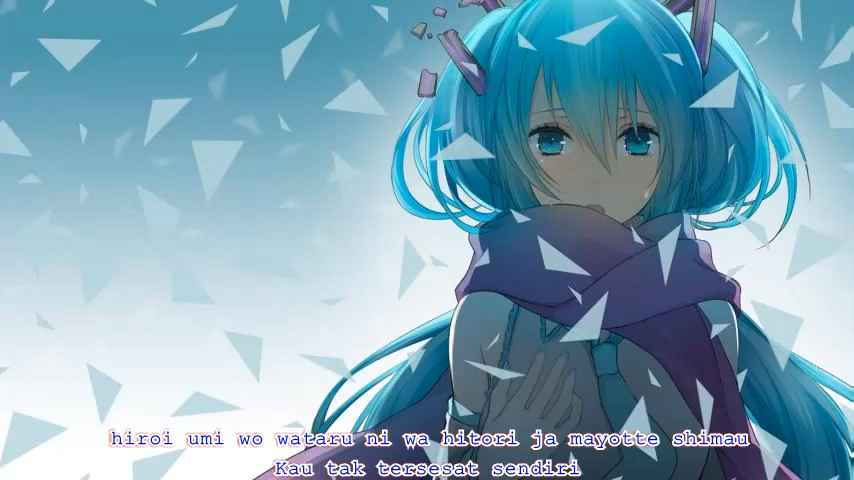 hiroi umi wo wataru ni wa hitori ja mayotte shimau
Kau tak tersesat sendiri